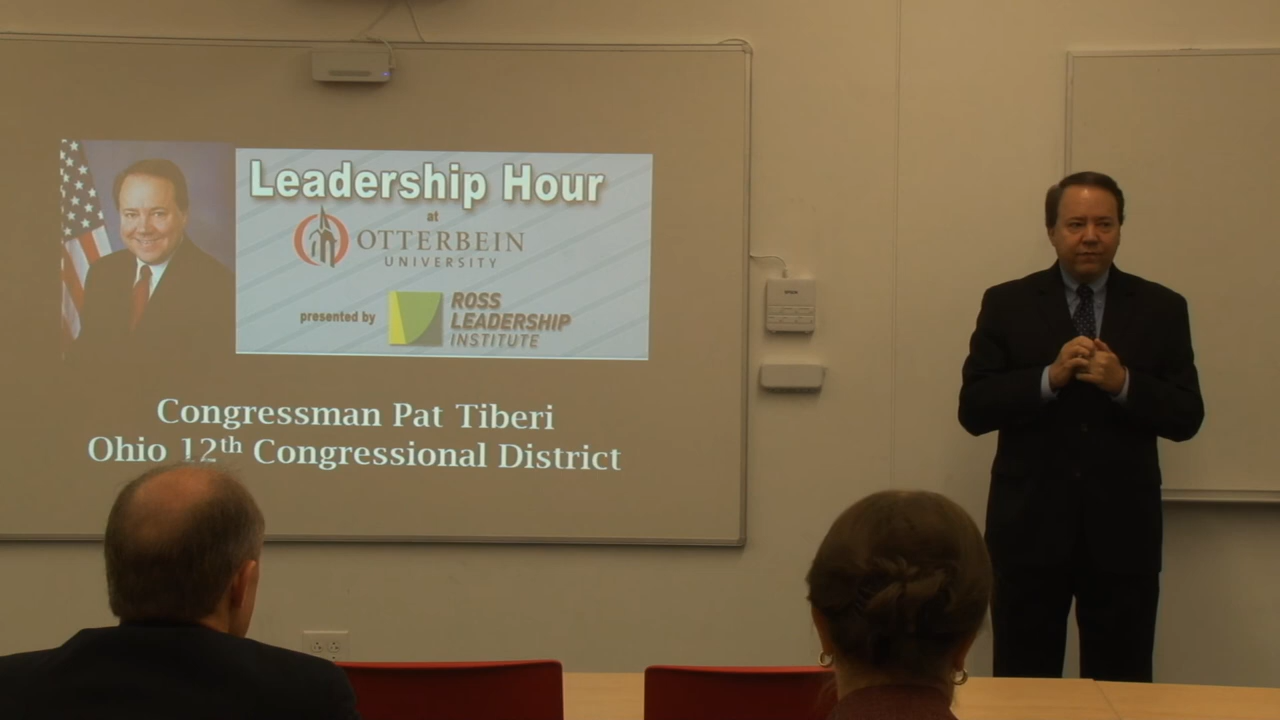 Leadership Hour
at
OTTERBEIN
UNIVERSITY
presented by
ROSS
LEADERSHIP
INSTITUTE
Congressman Pat Tiberi
Ohio 12th Congressional District